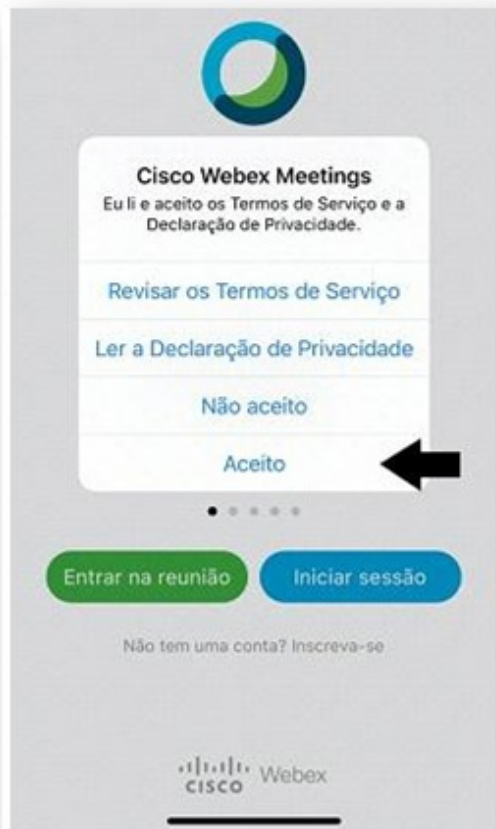 Cisco Webex Meetings
Eu li e aceito os Termos de Serviço e a
Declaração de Privacidade.
Revisar os Termos de Serviço
Ler a Declaração de Privacidade
Não aceito
Aceito
Entrar na reunião
Iniciar sessão
Não tem uma conta? Inscreva-se
CISCO Webex